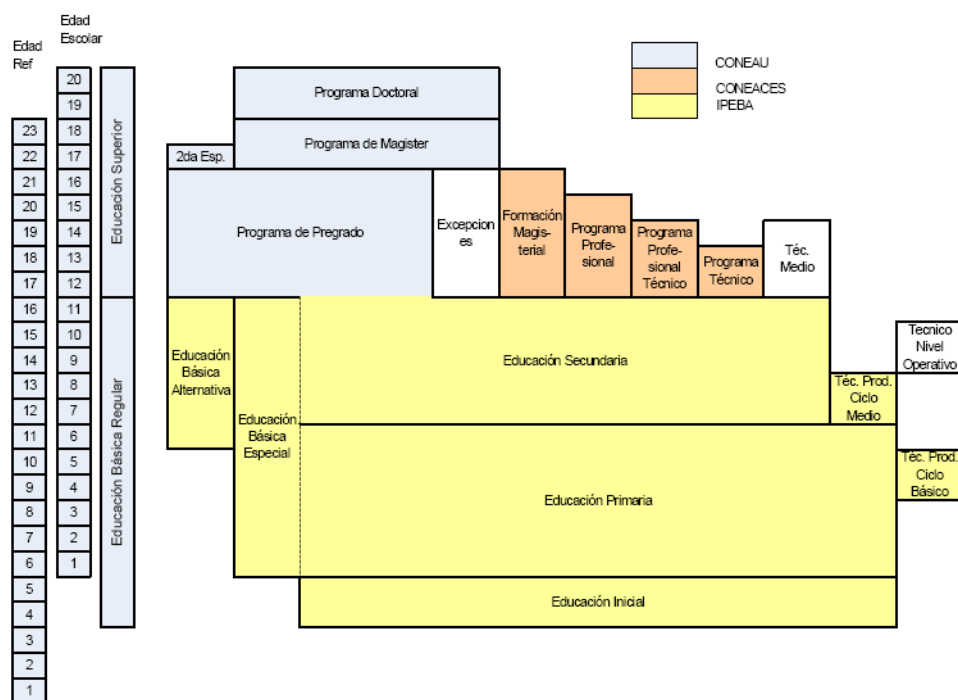 Edad
Escolar
Edad
Ref
CONEAU
CONEACES
IPEBA
20
19
18
17
16
15
14
13
12
11
10
9
8
7
6
5
4
3
2
1
23
22
21
20
19
18
17
16
15
14
13
12
11
10
9
8
7
6
5
4
3
2
1
Educación Superior
Educación Básica Regular
Programa Doctoral
Programa de Magister
2da Esp.
Programa de Pregrado
Excepcion
es
Formación
Magis-
terial
Programa
Profe-
sional
Programa
Profe-
sional
Técnico
Programa
Técnico
Téc.
Medio
Educación
Básica
Alternativa
Educación
Básica
Especial
Educación Secundaria
Tecnico
Nivel
Operativo
Téc. Prod.
Ciclo
Medio
Téc. Prod.
Ciclo
Básico
Educación Primaria
Educación Inicial